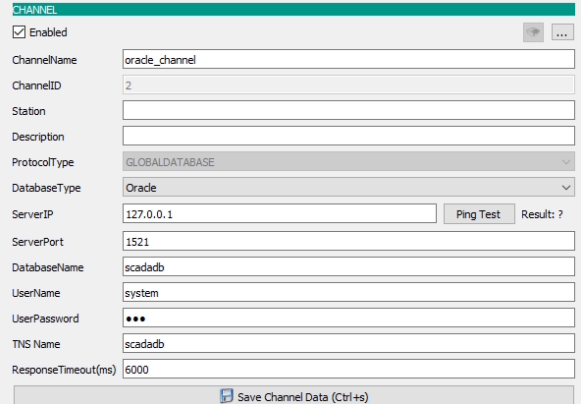 CHANNEL
Enabled ...
ChannelName oracle_channel
ChannelID 2
Station
Description
ProtocolType GLOBALDATABASE
DatabaseType Oracle
ServerIP 127.0.0.1 Ping Test Result: ?
ServerPort 1521
DatabaseName scadadb
UserName system
UserPassword ●●●
TNS Name scadadb
ResponseTimeout(ms) 6000
Save Channel Data (Ctrl+s)